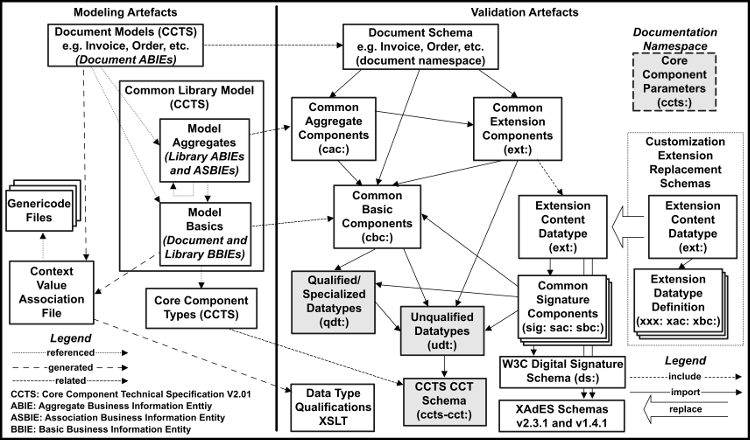 Modeling Artefacts
Validation Artefacts
Document Models (CCTS)
e.g. Invoice, Order, etc.
(Document ABIEs)
Common Library Model
(CCTS)
Model
Aggregates
(Library ABIEs
and ASBIEs)
Model
Basics
(Document and
Library BBIEs)
Genericode
Files
Context
Value
Association
File
Core Component
Types (CCTS)
Legend
referenced
generated
related
CCTS: Core Component Technical Specification V2.01
ABIE: Aggregate Business Information Entity
ASBIE: Association Business Information Entity
BBIE: Basic Business Information Entity
Document Schema
e.g. Invoice, Order, etc.
(document namespace)
Common
Aggregate
Components
(cac:)
Common
Extension
Components
(ext:)
Common
Basic
Components
(cbc:)
Extension
Content
Datatype
(ext:)
Qualified/
Specialized
Datatypes
(qdt:)
Unqualified
Datatypes
(udt:)
Common
Signature
Components
(sig: sac: sbc:)
Data Type
Qualifications
XSLT
CCTS CCT
Schema
(ccts-cct:)
W3C Digital Signature
Schema (ds:)
XAdES Schemas
v2.3.1 and v1.4.1
Documentation
Namespace
Core
Component
Parameters
(ccts:)
Customization
Extension
Replacement
Schemas
Extension
Content
Datatype
(ext:)
Extension
Datatype
Definition
(xxx: xac: xbc:)
Legend
include
import
replace